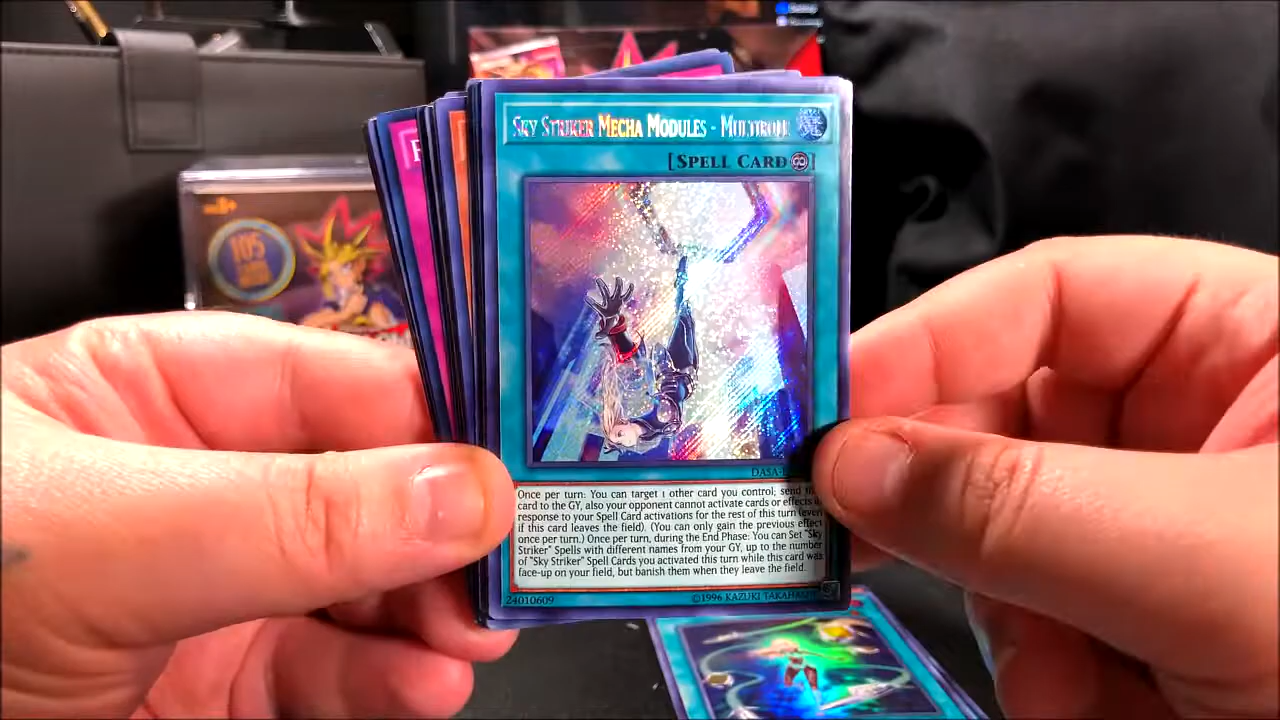 SKY STRIKER MECHA MODULES - MULTIROLE
[SPELL CARD ]
105
DASA-
Once per turn: You can target 1 other card you control; send
card to the GY, also your opponent cannot activate cards or effects
response to your Spell Card activations for the rest of this turn (even
if this card leaves the field). (You can only gain the previous effect
once per turn.) Once per turn, during the End Phase: You can Set "Sky
Striker" Spells with different names from your GY, up to the number
of "Sky Striker" Spell Cards you activated this turn while this card was
face-up on your field, but banish them when they leave the field.
24010609
©1996 KAZUKI TAKAHASHI